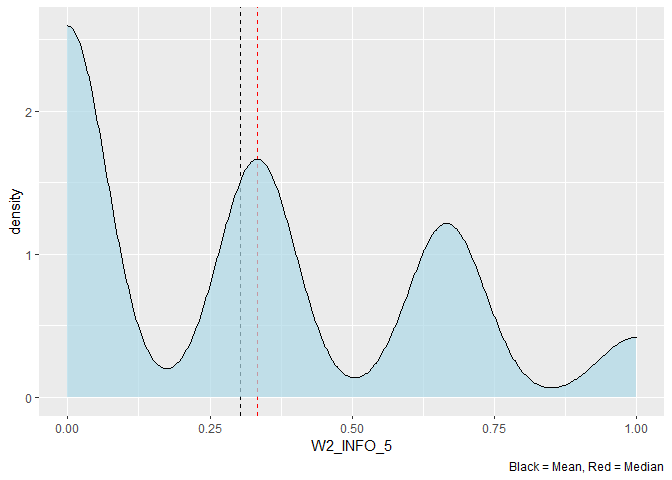 density
2
1
0
0.00 0.25 0.50 0.75 1.00
W2_INFO_5
Black = Mean, Red = Median